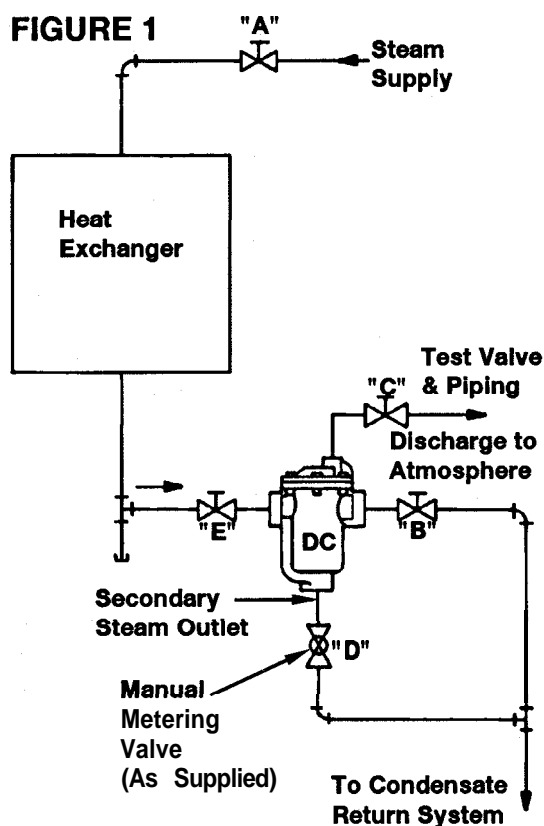 FIGURE 1
"A"
Steam
Supply
Heat
Exchanger
Test Valve
& Piping
"C"
Discharge to
Atmosphere
"E"
DC
"B"
Secondary
Steam Outlet
"D"
Manual
Metering
Valve
(As Supplied)
To Condensate
Return System